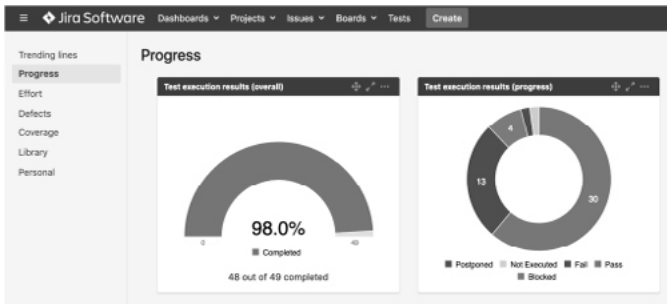 Jira Software Dashboards Projects Issues Boards Tests Create
Trending lines
Progress
Effort
Defects
Coverage
Library
Personal
Progress
Test execution results (overall)
98.0%
0 49
Completed
48 out of 49 completed
Test execution results (progress)
4
13
30
Postponed Not Executed Fail Pass
Blocked